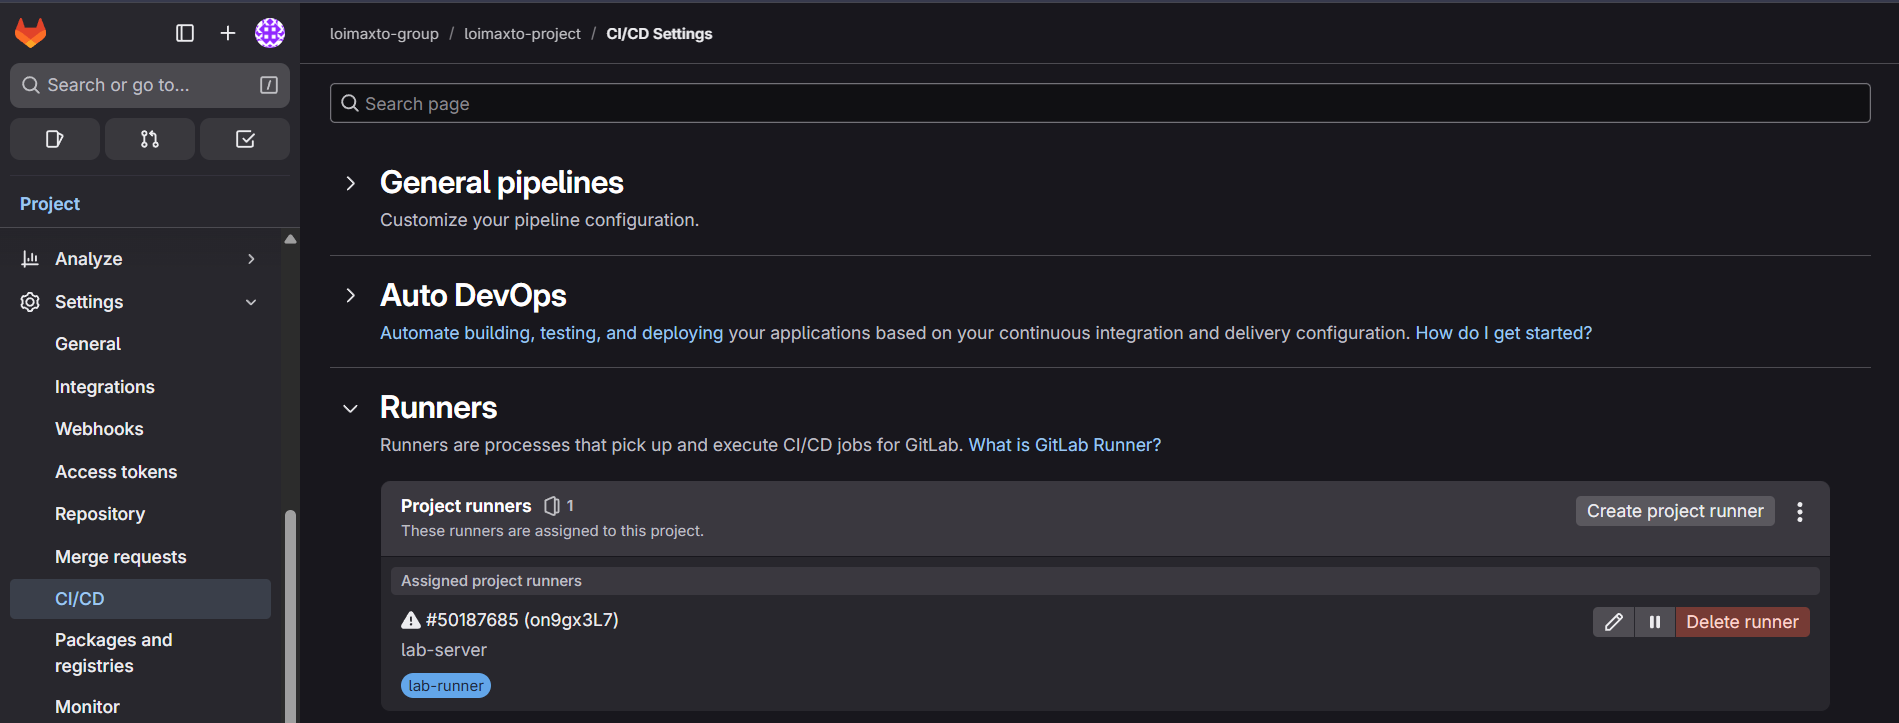 loimaxto-group / loimaxto-project / CI/CD Settings
Search or go to...
/
Project
Analyze
Settings
General
Integrations
Webhooks
Access tokens
Repository
Merge requests
CI/CD
Packages and
registries
Monitor
Search page
General pipelines
Customize your pipeline configuration.
Auto DevOps
Automate building, testing, and deploying your applications based on your continuous integration and delivery configuration. How do I get started?
Runners
Runners are processes that pick up and execute CI/CD jobs for GitLab. What is GitLab Runner?
Project runners 1
Create project runner
These runners are assigned to this project.
Assigned project runners
#50187685 (on9gx3L7)
Delete runner
lab-server
lab-runner